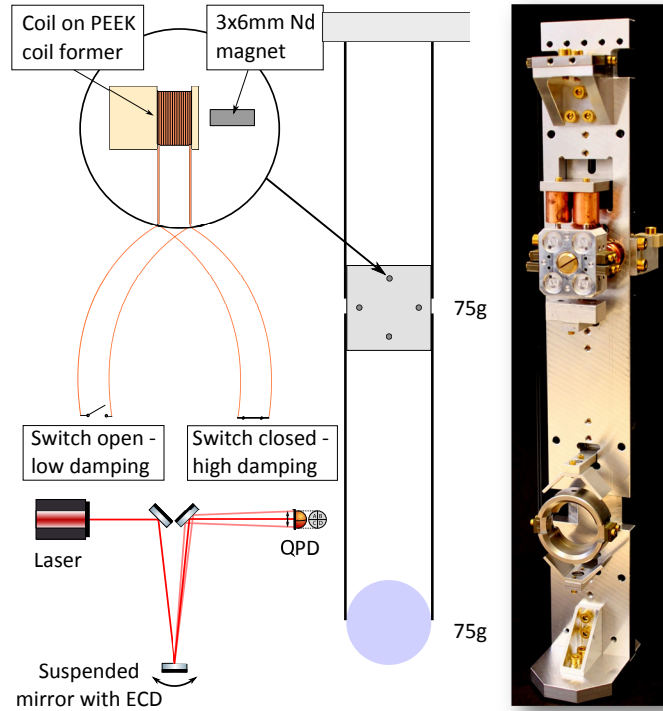 Coil on PEEK
coil former
3x6mm Nd
magnet
75g
Switch open -
low damping
Switch closed -
high damping
Laser
QPD
A B
C D
75g
Suspended
mirror with ECD